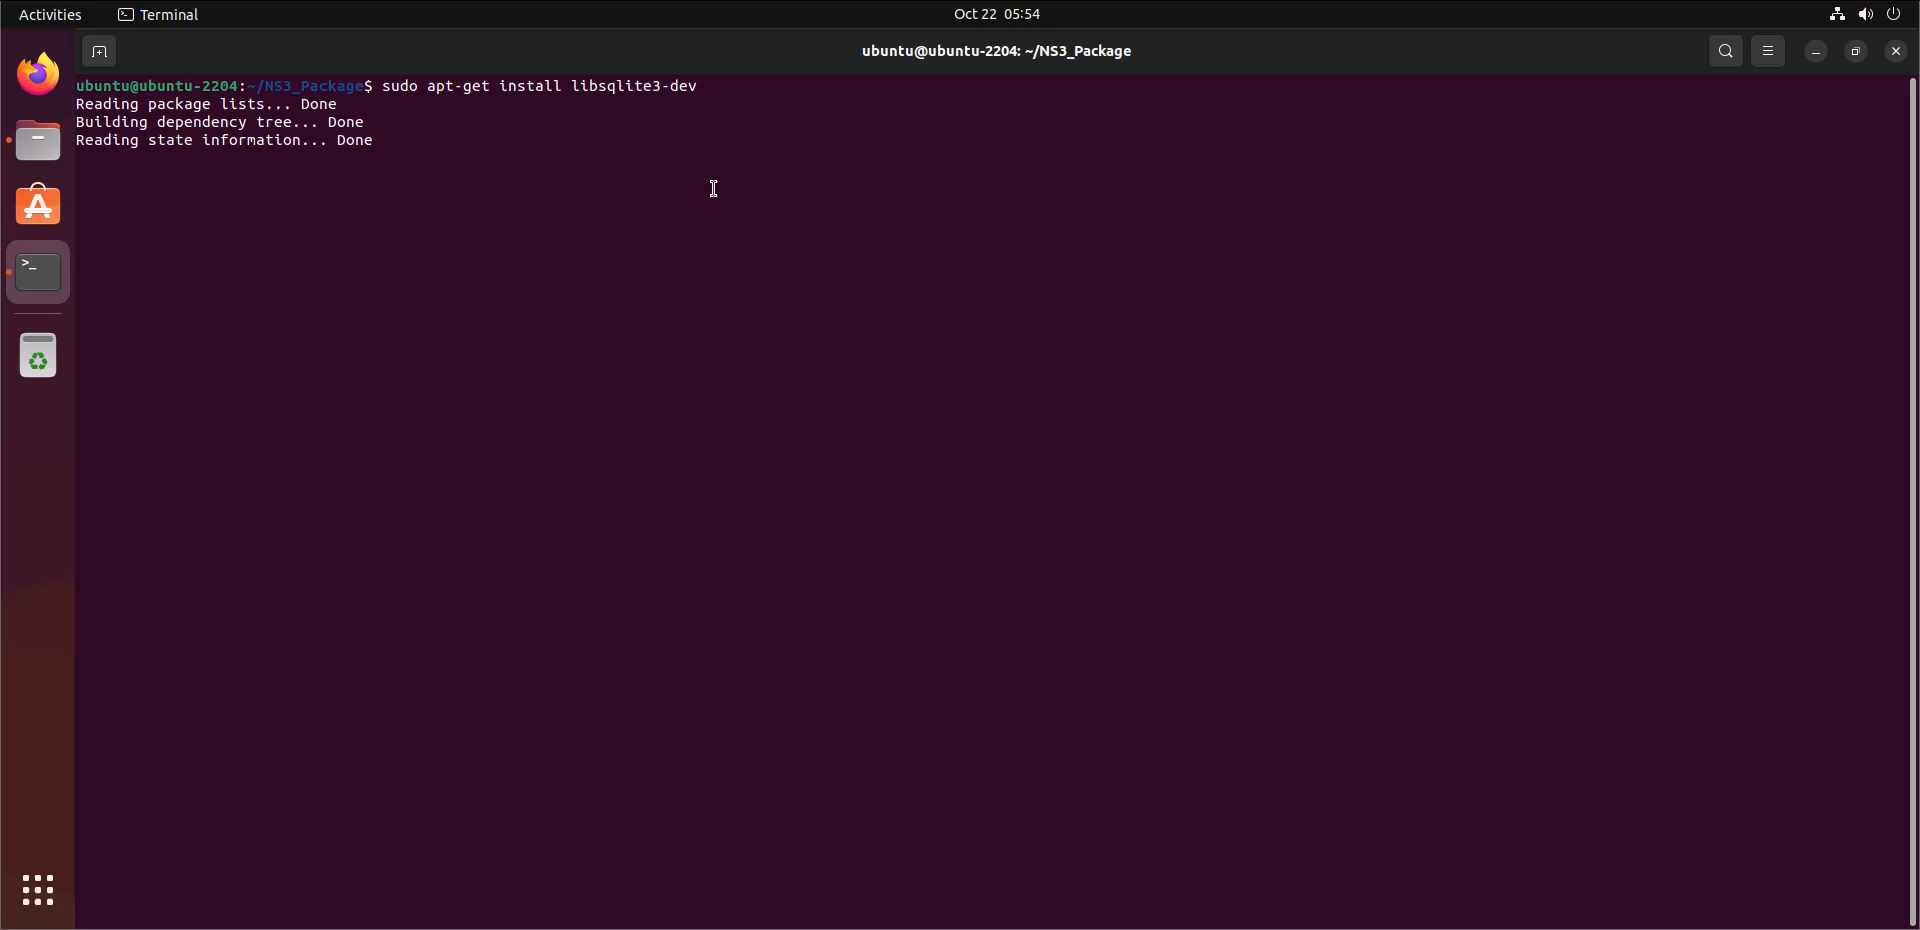 Activities Terminal Oct 22 05:54
ubuntu@ubuntu-2204: ~/NS3_Package
ubuntu@ubuntu-2204:~/NS3_Package$ sudo apt-get install libsqlite3-dev
Reading package lists... Done
Building dependency tree... Done
Reading state information... Done